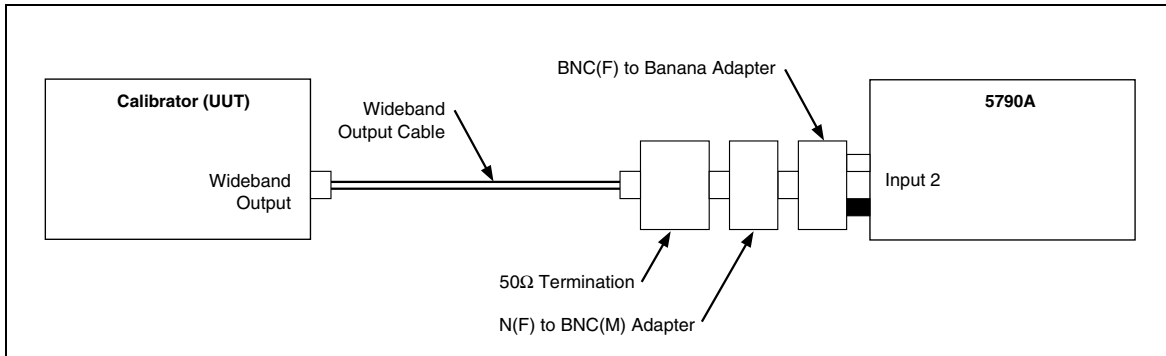 BNC(F) to Banana Adapter
Calibrator (UUT)
5790A
Wideband
Output Cable
Wideband
Output
Input 2
50Ω Termination
N(F) to BNC(M) Adapter